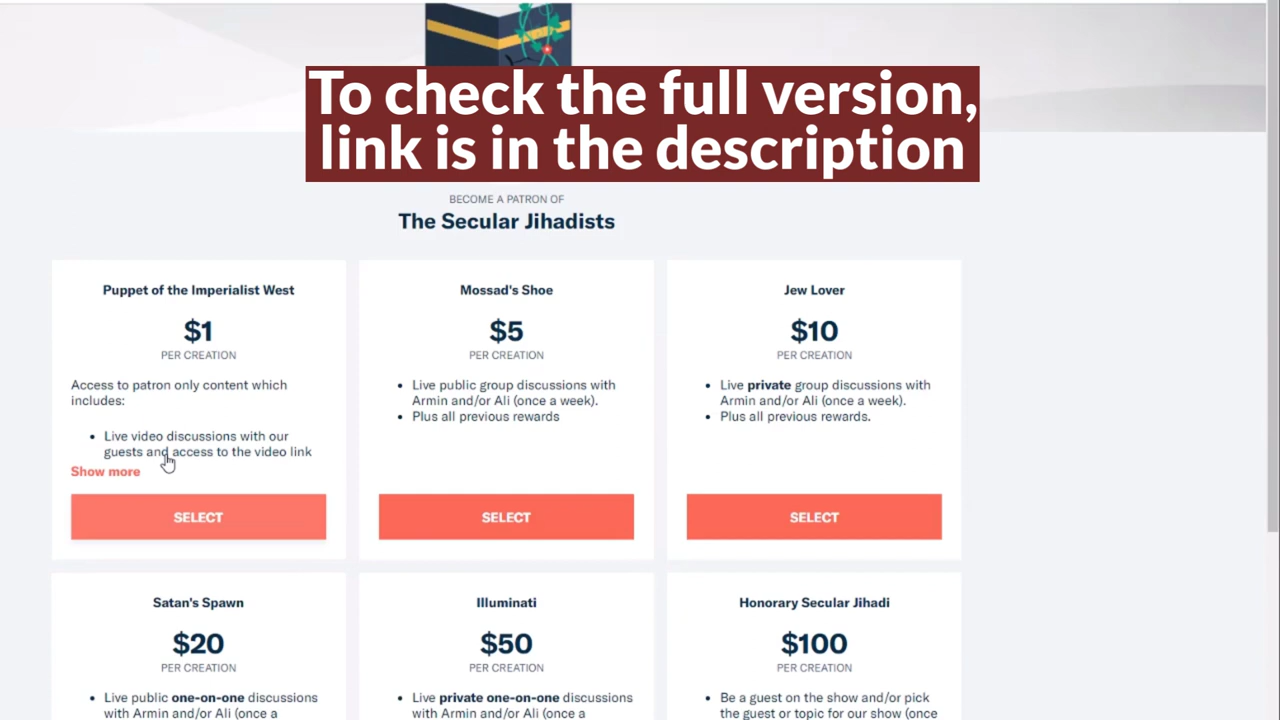 To check the full version,
link is in the description
BECOME A PATRON OF
The Secular Jihadists
Puppet of the Imperialist West
$1
PER CREATION
Access to patron only content which
includes:
• Live video discussions with our
guests and access to the video link
Show more
SELECT
Mossad's Shoe
$5
PER CREATION
• Live public group discussions with
Armin and/or Ali (once a week).
• Plus all previous rewards
SELECT
Jew Lover
$10
PER CREATION
• Live private group discussions with
Armin and/or Ali (once a week).
• Plus all previous rewards.
SELECT
Satan's Spawn
$20
PER CREATION
• Live public one-on-one discussions
with Armin and/or Ali (once a
Illuminati
$50
PER CREATION
• Live private one-on-one discussions
with Armin and/or Ali (once a
Honorary Secular Jihadi
$100
PER CREATION
• Be a guest on the show and/or pick
the guest or topic for our show (once